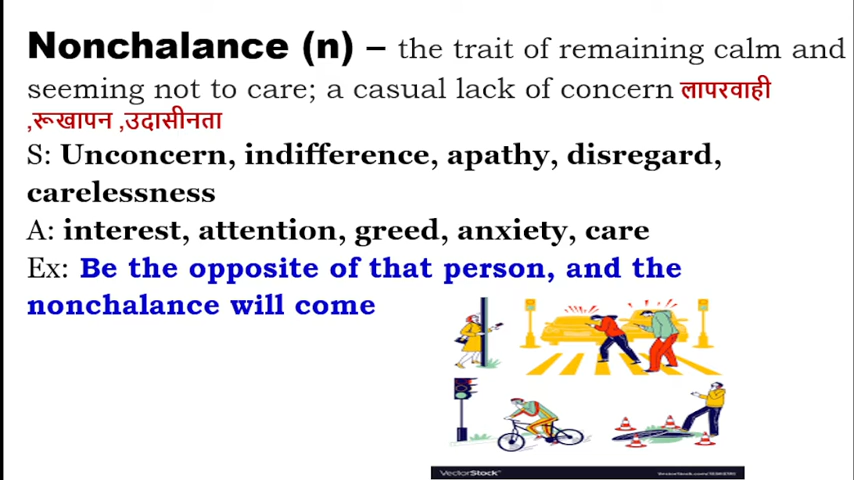 Nonchalance (n) – the trait of remaining calm and
seeming not to care; a casual lack of concern लापरवाही
,रूखापन ,उदासीनता
S: Unconcern, indifference, apathy, disregard,
carelessness
A: interest, attention, greed, anxiety, care
Ex: Be the opposite of that person, and the
nonchalance will come
VectorStock